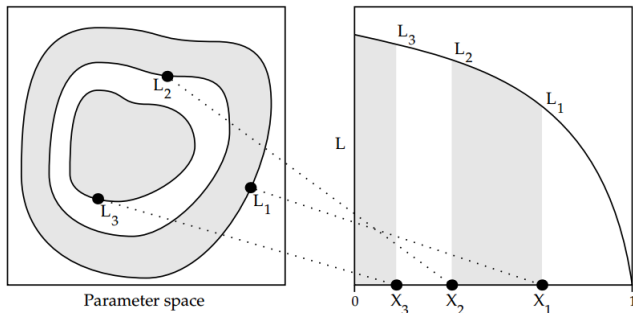 L₂
L₁
L₃
Parameter space
L₃
L₂
L₁
L
0
X₃
X₂
X₁
1